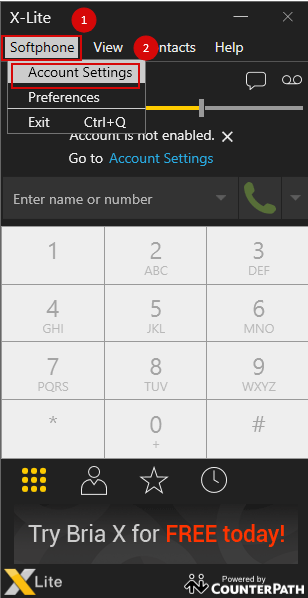 X-Lite
1
Softphone View 2 ontacts Help
Account Settings
Preferences
Exit Ctrl+Q
Account is not enabled.
Go to Account Settings
Enter name or number
1 2 3
ABC DEF
4 5 6
GHI JKL MNO
7 8 9
PQRS TUV WXYZ
* 0 #
+
Try Bria X for FREE today!
X Lite Powered by
COUNTERPATH